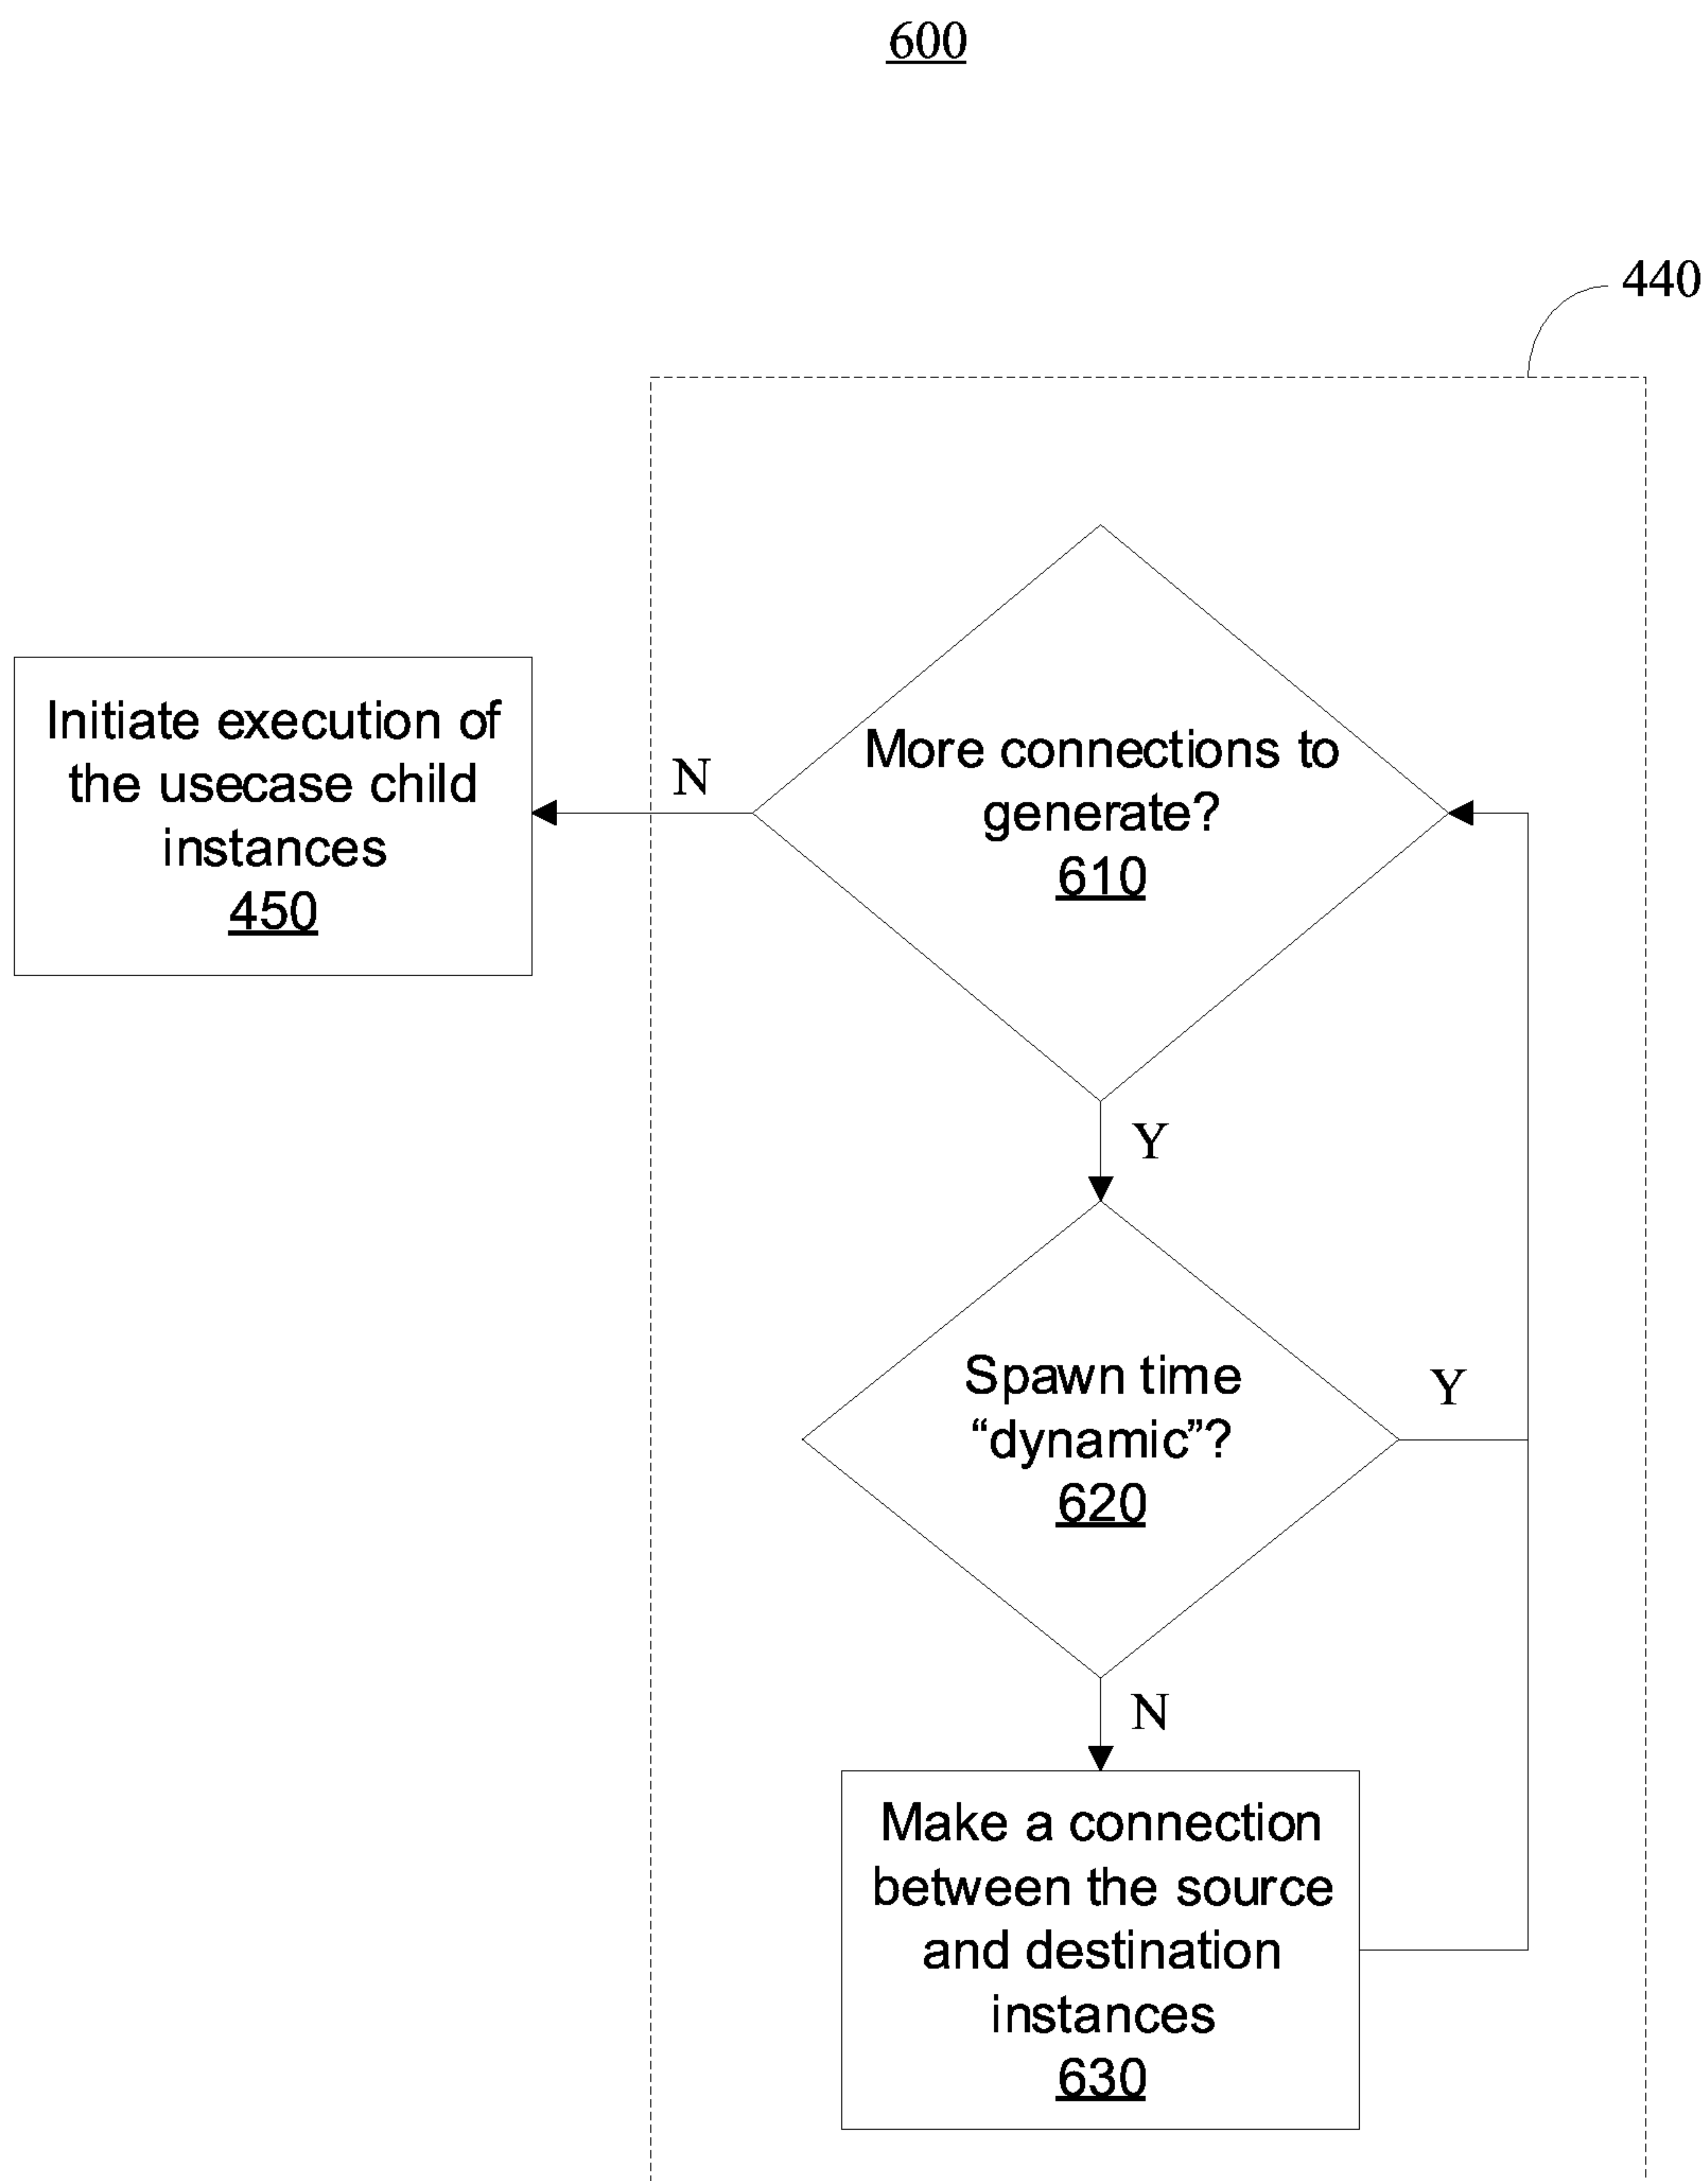 600
440
Initiate execution of
the usecase child
instances
450
N
More connections to
generate?
610
Y
Spawn time
“dynamic”?
620
Y
N
Make a connection
between the source
and destination
instances
630